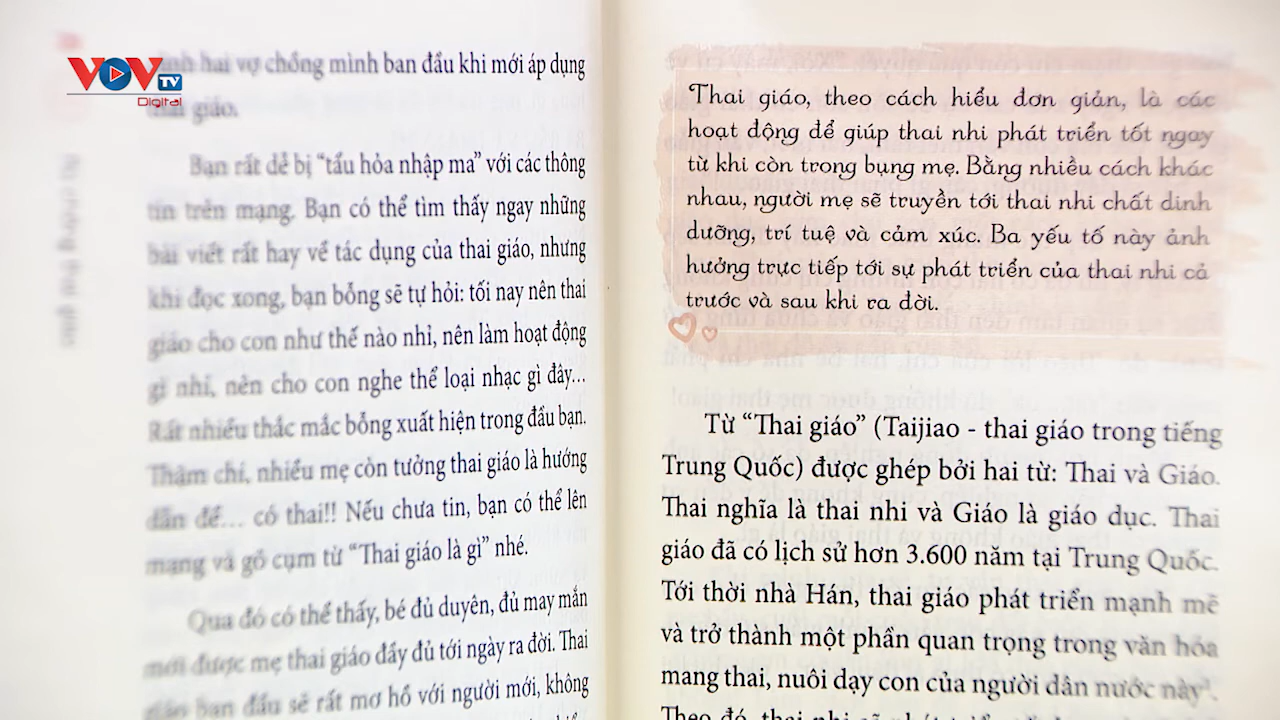 VOV TV
Digital
hai vợ chồng mình ban đầu khi mới áp dụng
thai giáo.
Bạn rất dễ bị “tẩu hỏa nhập ma” với các thông
tin trên mạng. Bạn có thể tìm thấy ngay những
bài viết rất hay về tác dụng của thai giáo, nhưng
khi đọc xong, bạn bỗng sẽ tự hỏi: tối nay nên thai
giáo cho con như thế nào nhỉ, nên làm hoạt động
gì nhỉ, nên cho con nghe thể loại nhạc gì đây...
Rất nhiều thắc mắc bỗng xuất hiện trong đầu bạn.
Thậm chí, nhiều mẹ còn tưởng thai giáo là hướng
dẫn để... có thai!! Nếu chưa tin, bạn có thể lên
mạng và gõ cụm từ “Thai giáo là gì” nhé.
Qua đó có thể thấy, bé đủ duyên, đủ may mắn
mới được mẹ thai giáo đầy đủ tới ngày ra đời. Thai
giáo ban đầu sẽ rất mơ hồ với người mới, không
Thai giáo, theo cách hiểu đơn giản, là các
hoạt động để giúp thai nhi phát triển tốt ngay
từ khi còn trong bụng mẹ. Bằng nhiều cách khác
nhau, người mẹ sẽ truyền tới thai nhi chất dinh
dưỡng, trí tuệ và cảm xúc. Ba yếu tố này ảnh
hưởng trực tiếp tới sự phát triển của thai nhi cả
trước và sau khi ra đời.
Từ “Thai giáo” (Taijiao - thai giáo trong tiếng
Trung Quốc) được ghép bởi hai từ: Thai và Giáo.
Thai nghĩa là thai nhi và Giáo là giáo dục. Thai
giáo đã có lịch sử hơn 3.600 năm tại Trung Quốc.
Tới thời nhà Hán, thai giáo phát triển mạnh mẽ
và trở thành một phần quan trọng trong văn hóa
mang thai, nuôi dạy con của người dân nước này¹.
Theo đó, thai nhi sẽ phát triển